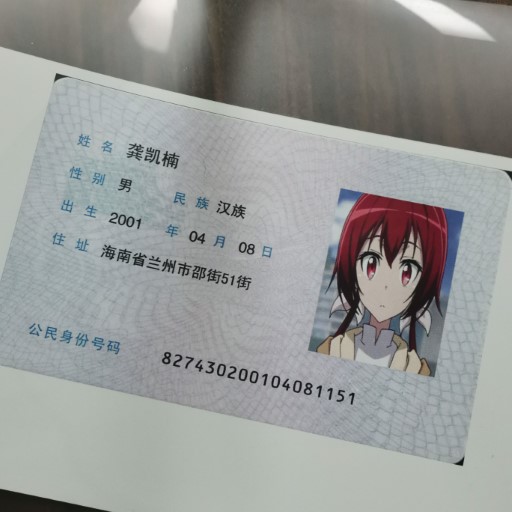 姓名 龚凯楠
性别 男 民族 汉族
出生 2001 年 04 月 08 日
住址 海南省兰州市邵街51街
公民身份号码 827430200104081151